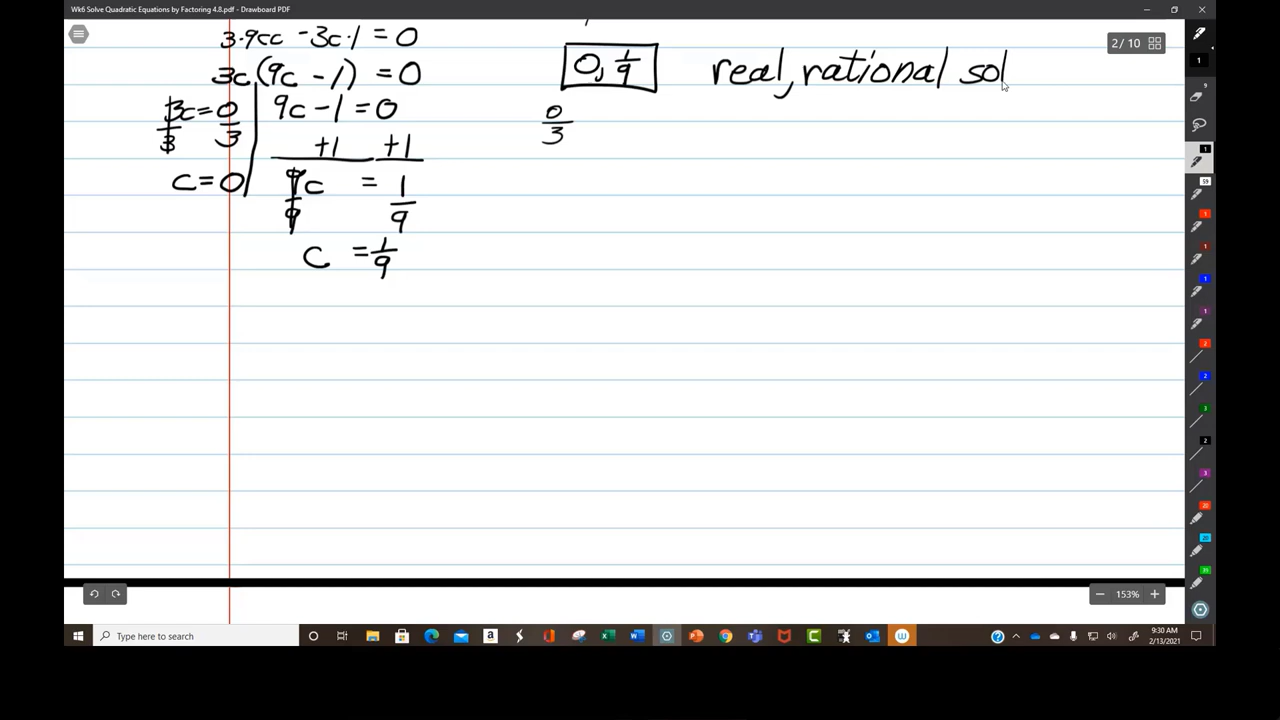 Wk6 Solve Quadratic Equations by Factoring 4.8.pdf - Drawboard PDF
2 / 10
3·9cc - 3c·1 = 0
3c(9c - 1) = 0
3c = 0
3 3
c = 0
9c - 1 = 0
+1 +1
9c = 1
9 9
c = 1/9
0, 1/9
0/3
real, rational sol
153%
Type here to search
9:30 AM
2/13/2021